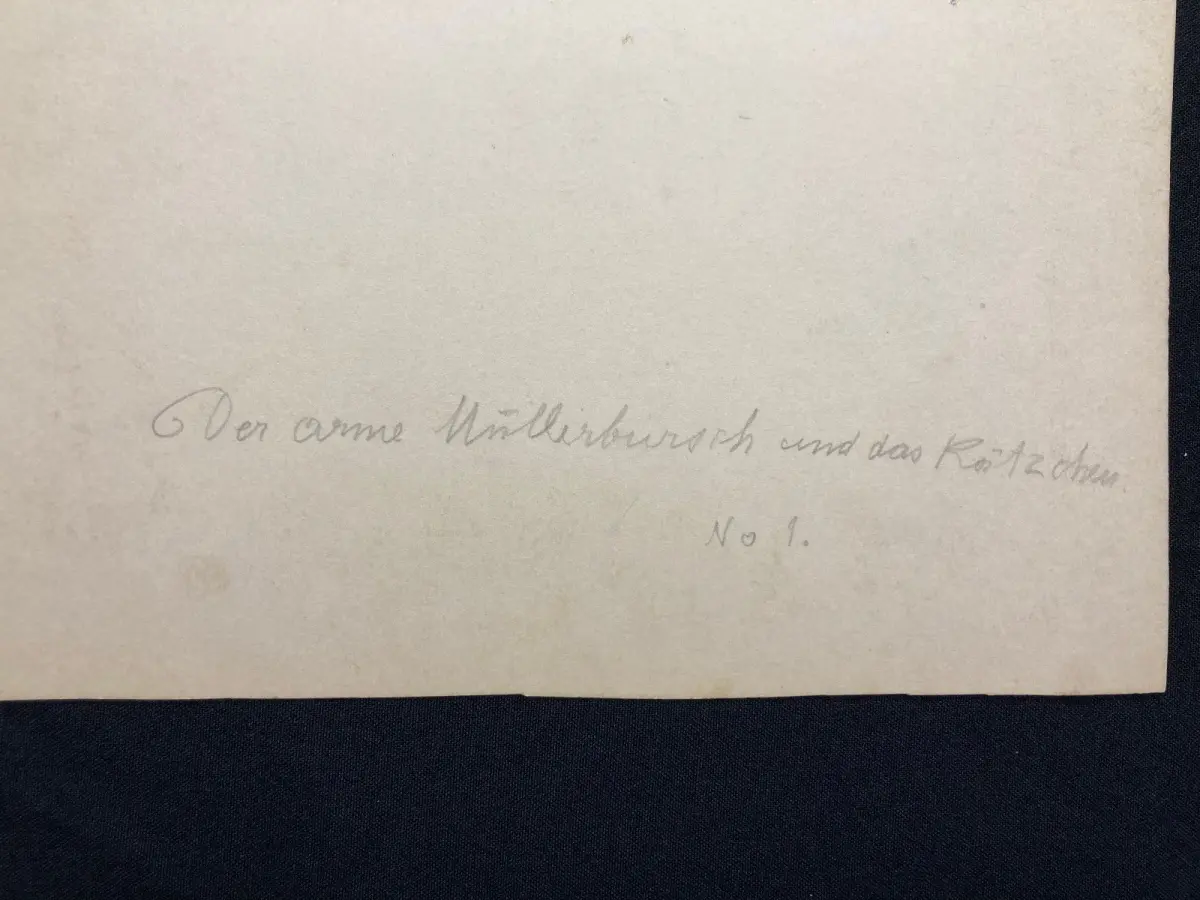 Der arme Müllerbursch und das Kätzchen.
No 1.